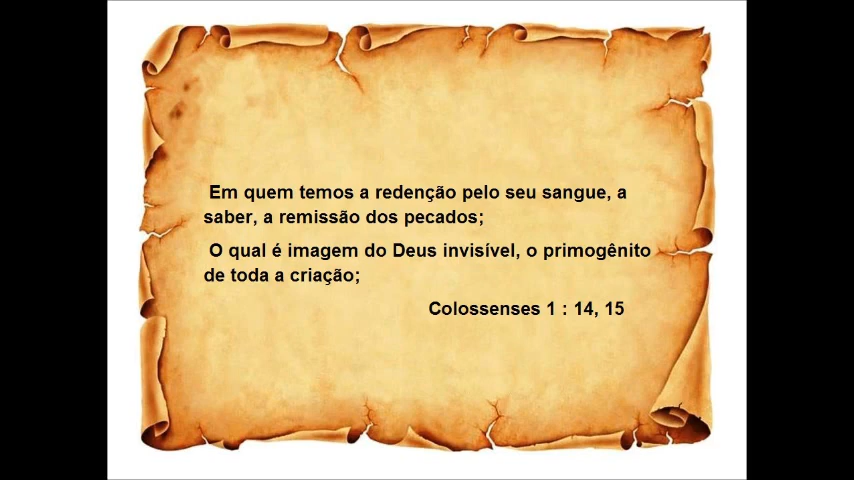 Em quem temos a redenção pelo seu sangue, a
saber, a remissão dos pecados;
O qual é imagem do Deus invisível, o primogênito
de toda a criação;
Colossenses 1 : 14, 15